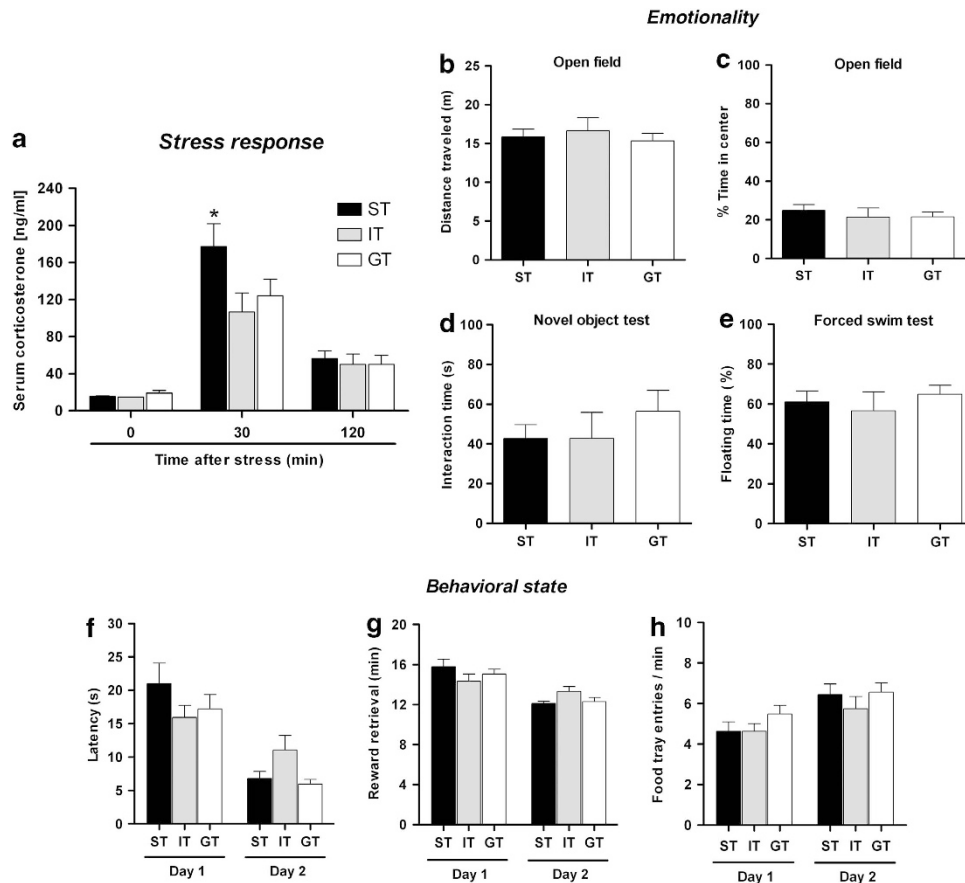 Emotionality
b
Open field
Distance traveled (m)
25
20
15
10
5
0
ST IT GT
c
Open field
% Time in center
100
80
60
40
20
0
ST IT GT
a
Stress response
Serum corticosterone [ng/ml]
240
200
160
120
80
40
0
*
ST
IT
GT
0 30 120
Time after stress (min)
d
Novel object test
Interaction time (s)
100
80
60
40
20
0
ST IT GT
e
Forced swim test
Floating time (%)
100
80
60
40
20
0
ST IT GT
Behavioral state
f
Latency (s)
30
25
20
15
10
5
0
ST IT GT ST IT GT
Day 1 Day 2
g
Reward retrieval (min)
20
16
12
8
4
0
ST IT GT ST IT GT
Day 1 Day 2
h
Food tray entries / min
10
8
6
4
2
0
ST IT GT ST IT GT
Day 1 Day 2